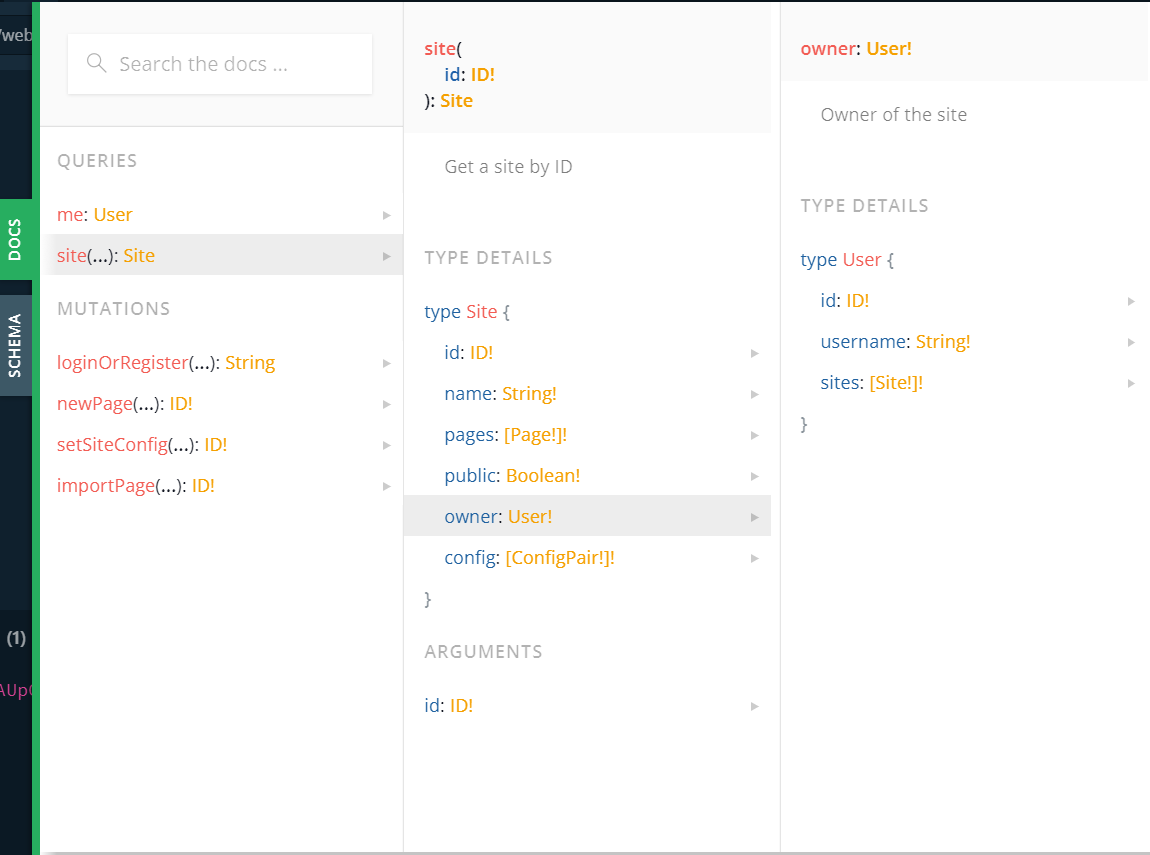 /web
DOCS
SCHEMA
(1)
Search the docs ...
QUERIES
me: User
site(...): Site
MUTATIONS
loginOrRegister(...): String
newPage(...): ID!
setSiteConfig(...): ID!
importPage(...): ID!
site(
id: ID!
): Site
Get a site by ID
TYPE DETAILS
type Site {
id: ID!
name: String!
pages: [Page!]!
public: Boolean!
owner: User!
config: [ConfigPair!]!
}
ARGUMENTS
id: ID!
owner: User!
Owner of the site
TYPE DETAILS
type User {
id: ID!
username: String!
sites: [Site!]!
}